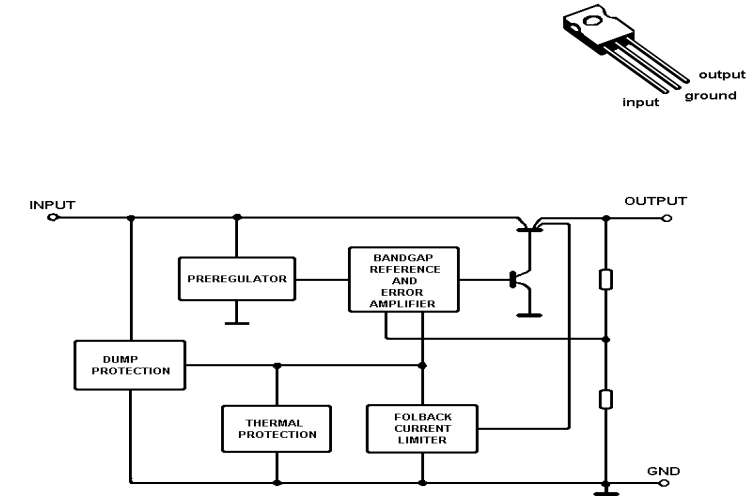 output
ground
input
INPUT
OUTPUT
PREREGULATOR
BANDGAP
REFERENCE
AND
ERROR
AMPLIFIER
DUMP
PROTECTION
THERMAL
PROTECTION
FOLBACK
CURRENT
LIMITER
GND